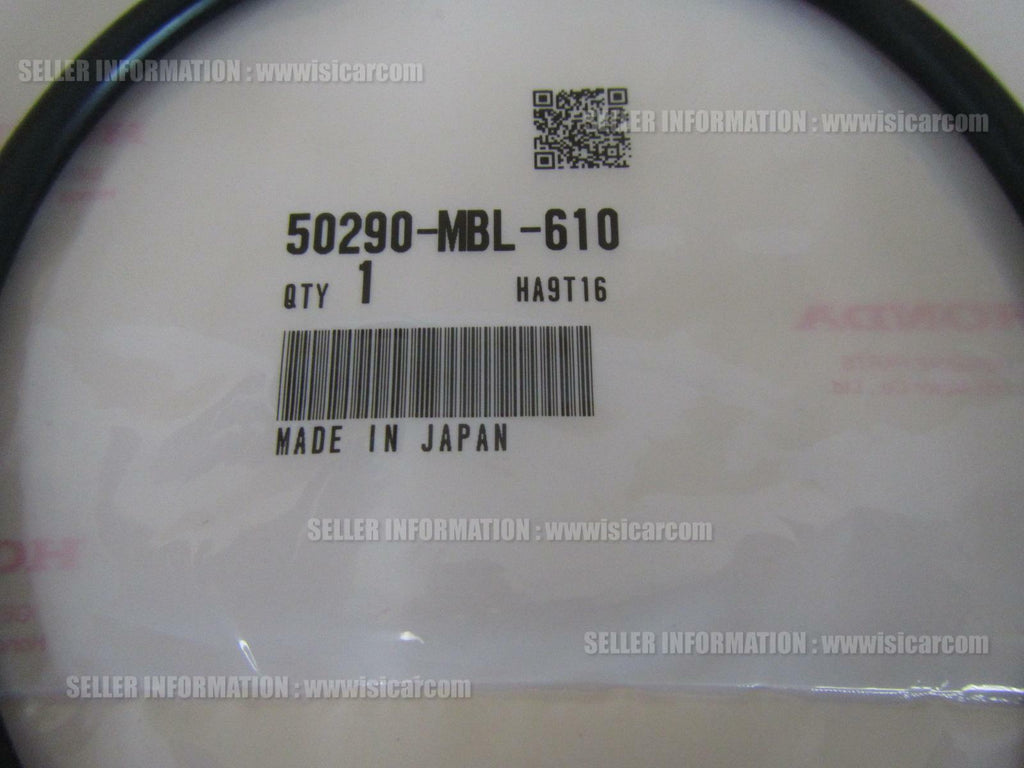 SELLER INFORMATION : wwwisicarcom
SELLER INFORMATION : wwwisicarcom
50290-MBL-610
QTY 1 HA9T16
HONDA
MADE IN JAPAN
SELLER INFORMATION : wwwisicarcom
SELLER INFORMATION : wwwisicarcom
SELLER INFORMATION : wwwisicarcom